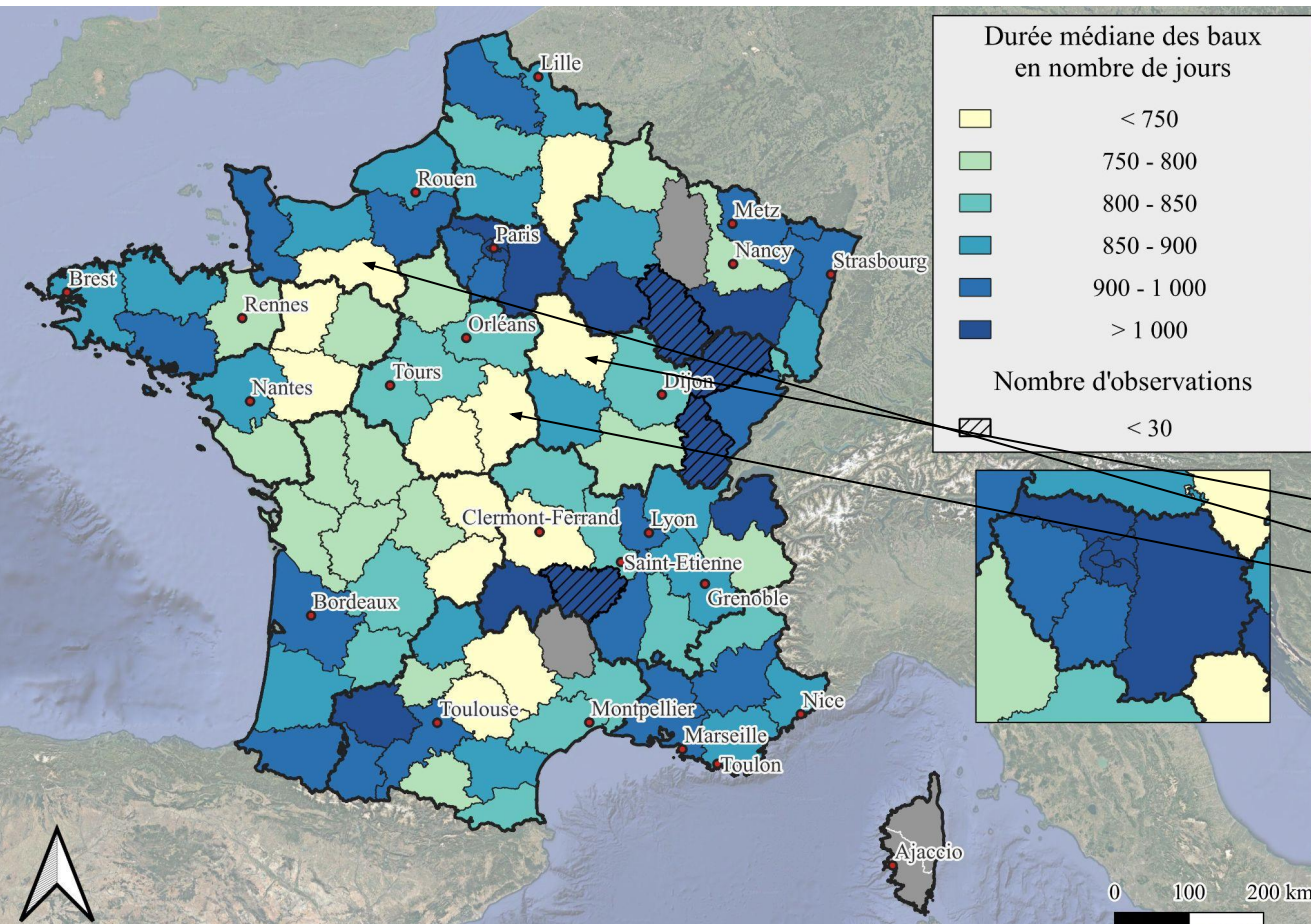 Durée médiane des baux
en nombre de jours
< 750
750 - 800
800 - 850
850 - 900
900 - 1 000
> 1 000
Nombre d'observations
< 30
Lille
Rouen
Metz
Paris
Nancy
Strasbourg
Brest
Rennes
Orléans
Nantes
Tours
Dijon
Clermont-Ferrand
Lyon
Saint-Etienne
Grenoble
Bordeaux
Toulouse
Montpellier
Nice
Marseille
Toulon
Ajaccio
0 100 200 km